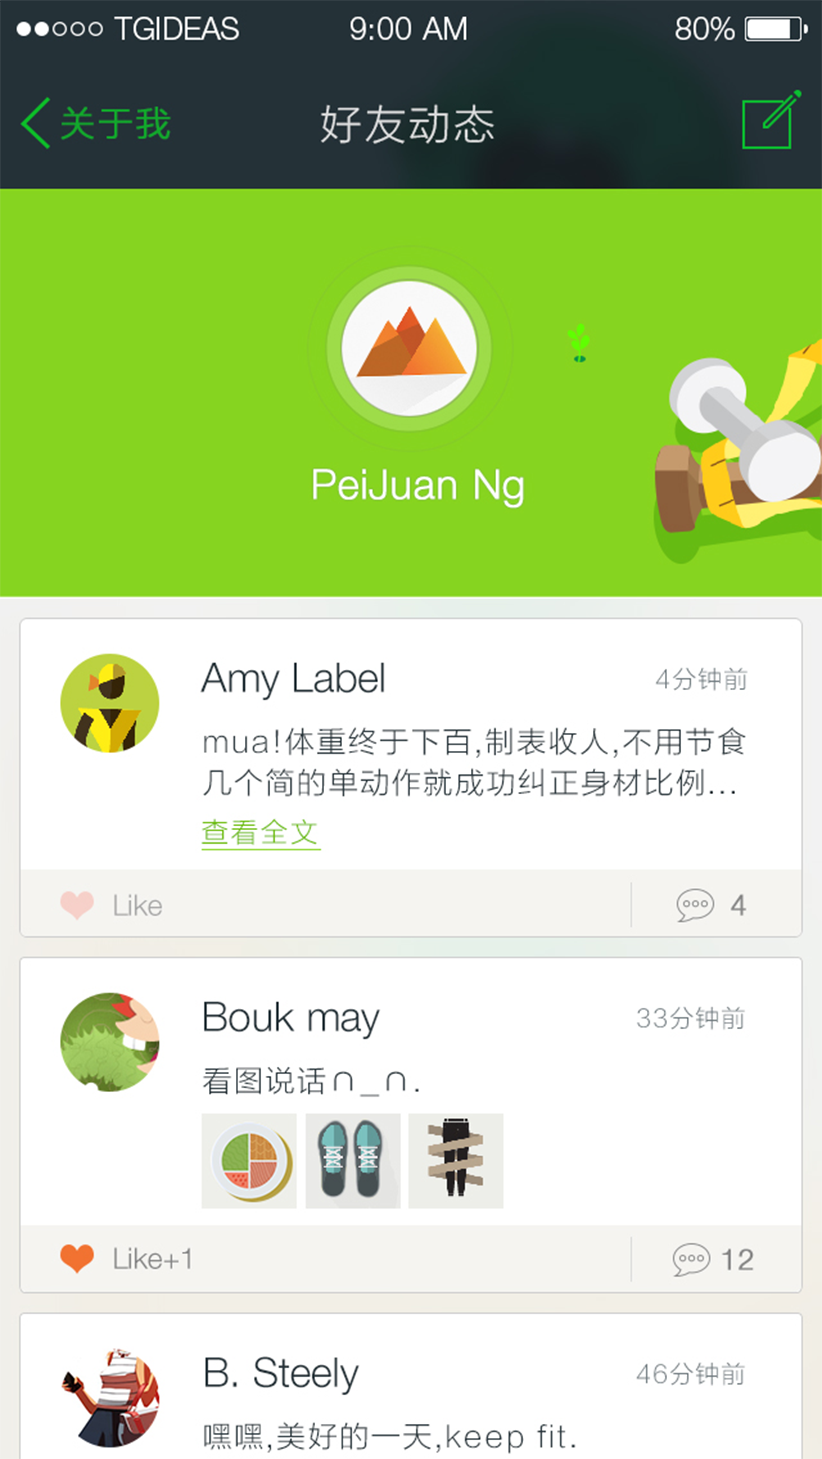 TGIDEAS 9:00 AM 80%
关于我 好友动态
PeiJuan Ng
Amy Label 4分钟前
mua!体重终于下百,制表收人,不用节食
几个简的单动作就成功纠正身材比例...
查看全文
Like 4
Bouk may 33分钟前
看图说话∩_∩.
Like+1 12
B. Steely 46分钟前
嘿嘿,美好的一天,keep fit.